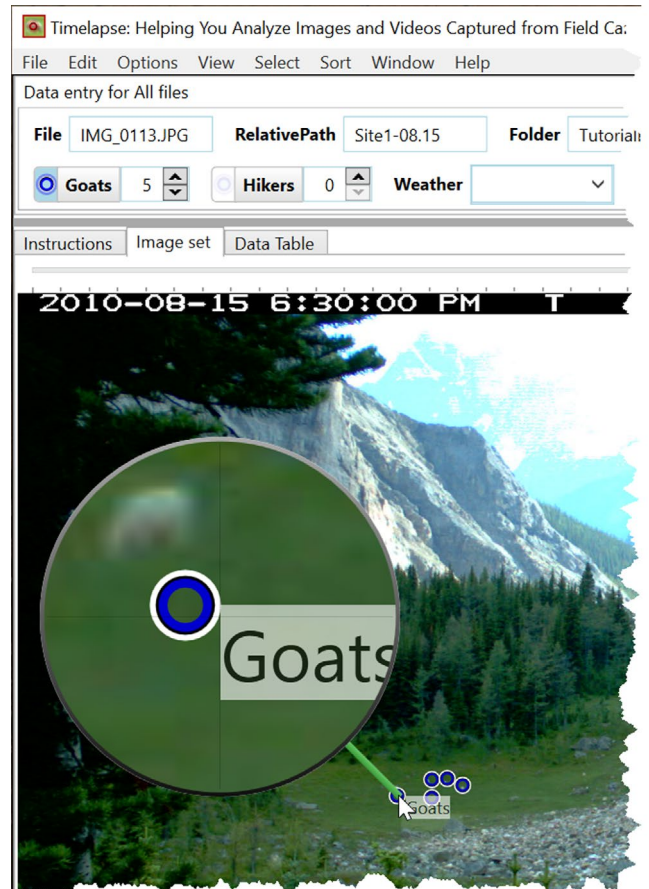 Timelapse: Helping You Analyze Images and Videos Captured from Field
File Edit Options View Select Sort Window Help
Data entry for All files
File IMG_0113.JPG RelativePath Site1-08.15 Folder
Goats 5 Hikers 0 Weather
Instructions Image set Data Table
2010-08-15 6:30:00 PM T
Goats
Goats